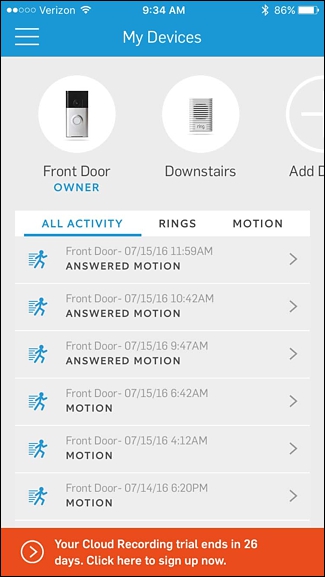 Verizon 9:34 AM 86%
My Devices
Front Door Downstairs Add D
OWNER
ring
ALL ACTIVITY RINGS MOTION
Front Door- 07/15/16 11:59AM
ANSWERED MOTION
Front Door- 07/15/16 10:42AM
ANSWERED MOTION
Front Door- 07/15/16 9:47AM
ANSWERED MOTION
Front Door- 07/15/16 6:42AM
MOTION
Front Door- 07/15/16 4:12AM
MOTION
Front Door- 07/14/16 6:20PM
MOTION
Your Cloud Recording trial ends in 26
days. Click here to sign up now.